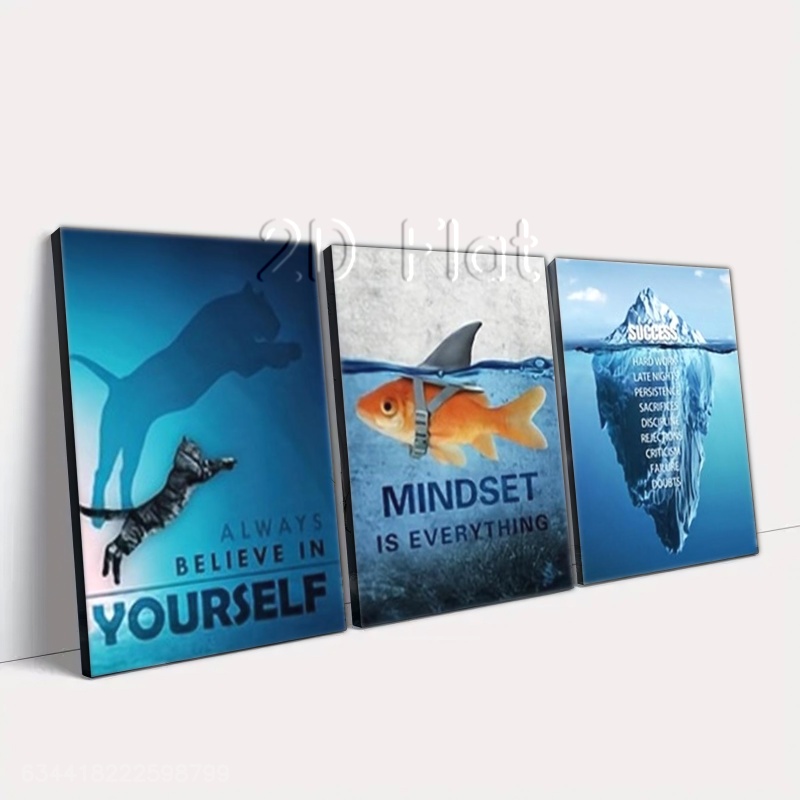 2D Flat
ALWAYS
BELIEVE IN
YOURSELF
MINDSET
IS EVERYTHING
SUCCESS
HARD WORK
LATE NIGHTS
PERSISTENCE
SACRIFICES
DISCIPLINE
REJECTIONS
CRITICISM
FAILURE
DOUBTS
634418222598799